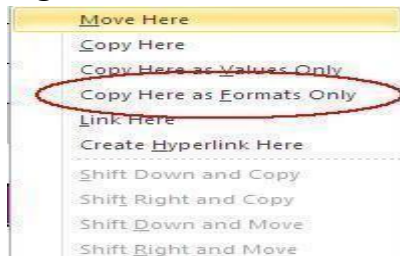 Move Here
Copy Here
Copy Here as Values Only
Copy Here as Formats Only
Link Here
Create Hyperlink Here
Shift Down and Copy
Shift Right and Copy
Shift Down and Move
Shift Right and Move